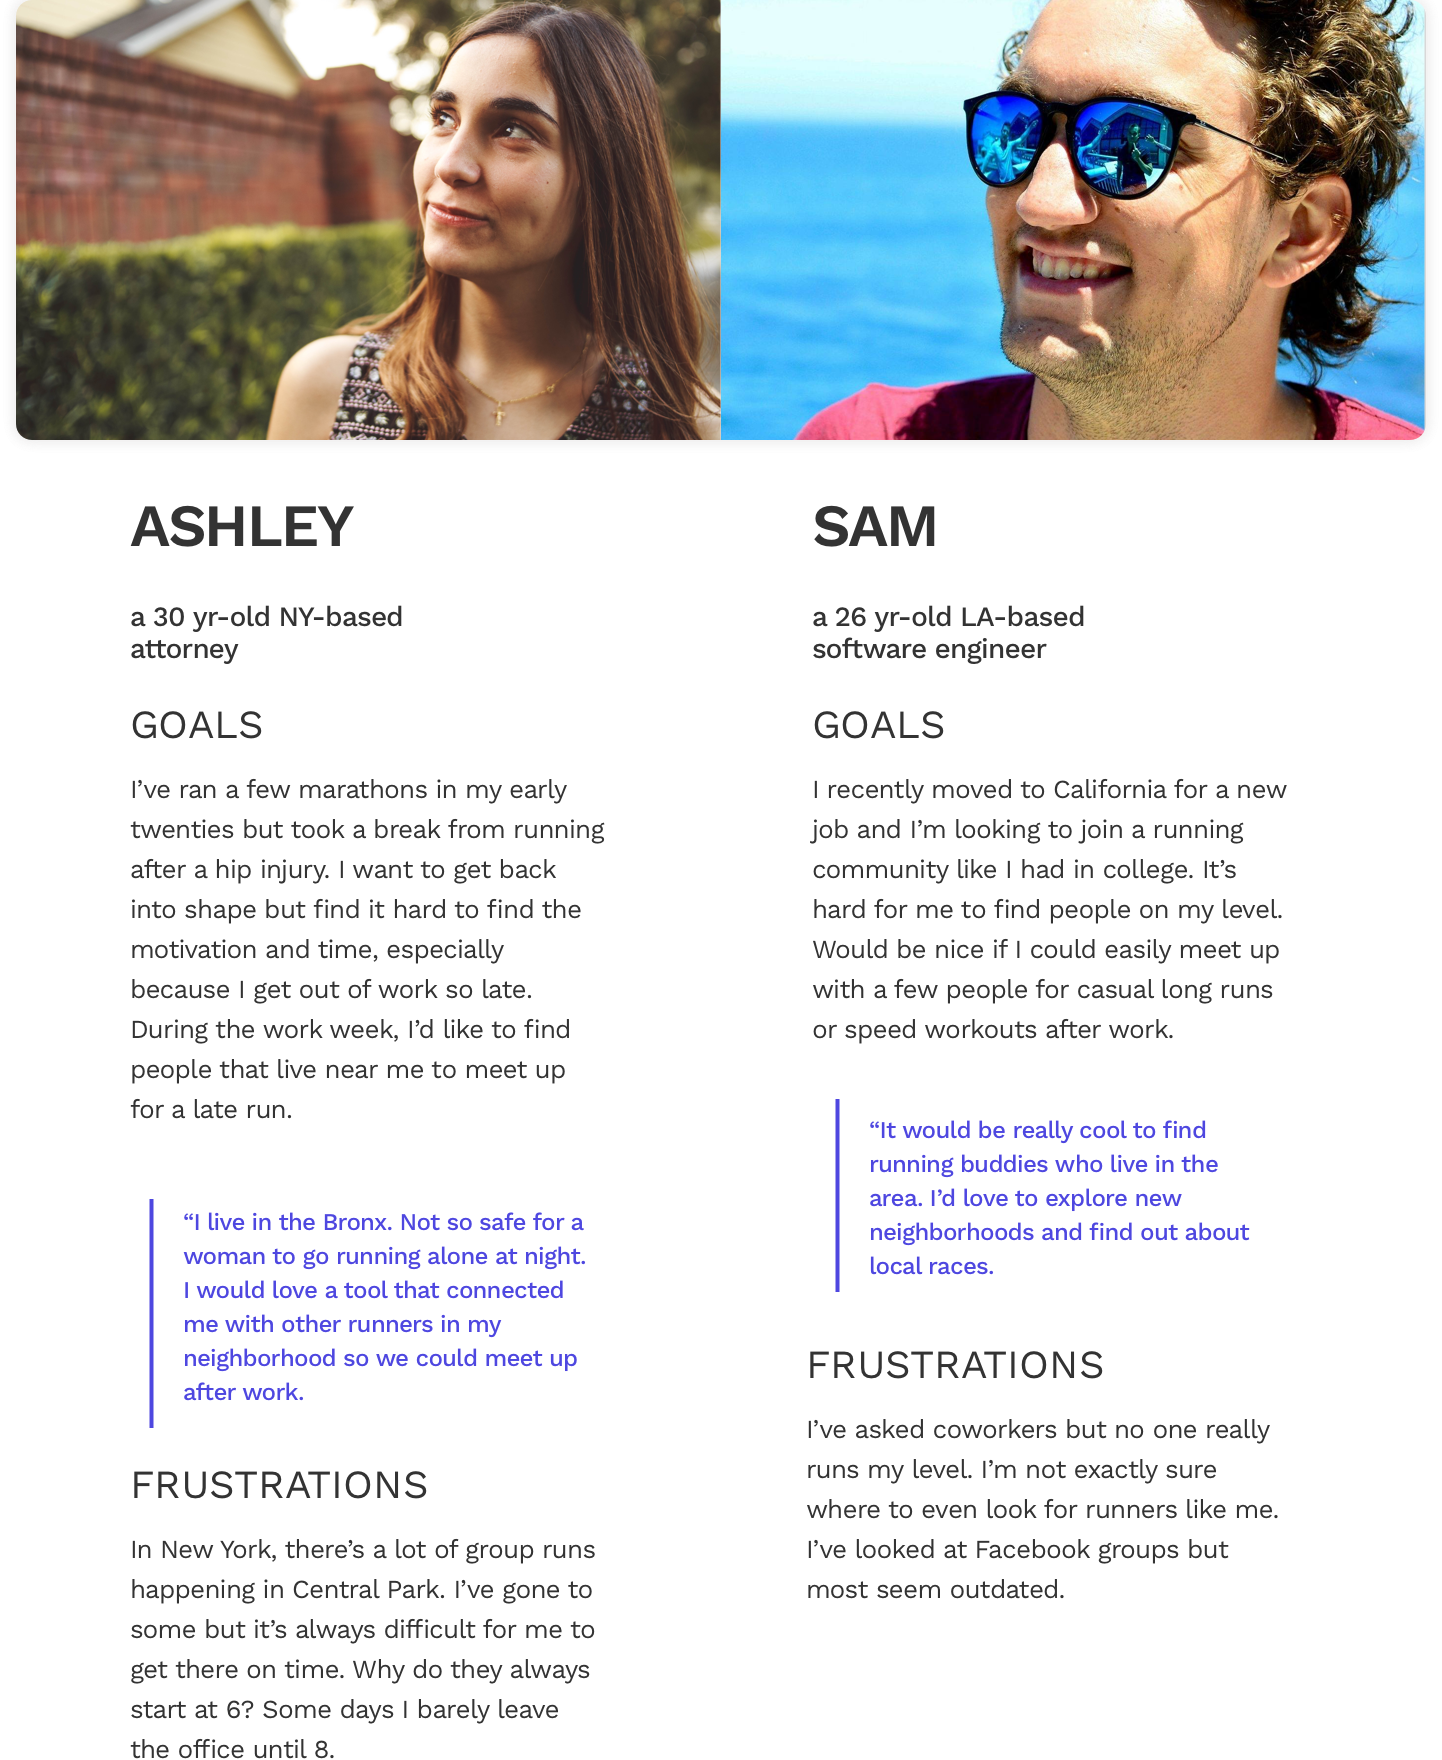 ASHLEY
a 30 yr-old NY-based
attorney
GOALS
I’ve ran a few marathons in my early
twenties but took a break from running
after a hip injury. I want to get back
into shape but find it hard to find the
motivation and time, especially
because I get out of work so late.
During the work week, I’d like to find
people that live near me to meet up
for a late run.
“I live in the Bronx. Not so safe for a
woman to go running alone at night.
I would love a tool that connected
me with other runners in my
neighborhood so we could meet up
after work.
FRUSTRATIONS
In New York, there’s a lot of group runs
happening in Central Park. I’ve gone to
some but it’s always difficult for me to
get there on time. Why do they always
start at 6? Some days I barely leave
the office until 8.
SAM
a 26 yr-old LA-based
software engineer
GOALS
I recently moved to California for a new
job and I’m looking to join a running
community like I had in college. It’s
hard for me to find people on my level.
Would be nice if I could easily meet up
with a few people for casual long runs
or speed workouts after work.
“It would be really cool to find
running buddies who live in the
area. I’d love to explore new
neighborhoods and find out about
local races.
FRUSTRATIONS
I’ve asked coworkers but no one really
runs my level. I’m not exactly sure
where to even look for runners like me.
I’ve looked at Facebook groups but
most seem outdated.